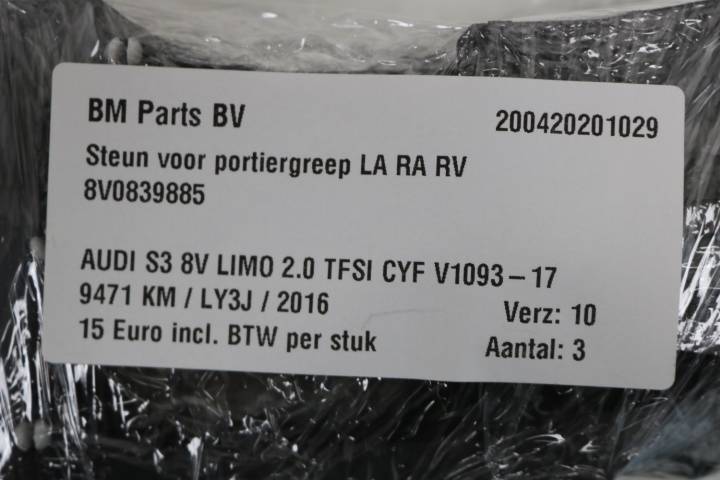 BM Parts BV 200420201029
Steun voor portiergreep LA RA RV
8V0839885
AUDI S3 8V LIMO 2.0 TFSI CYF V1093 – 17
9471 KM / LY3J / 2016 Verz: 10
15 Euro incl. BTW per stuk Aantal: 3